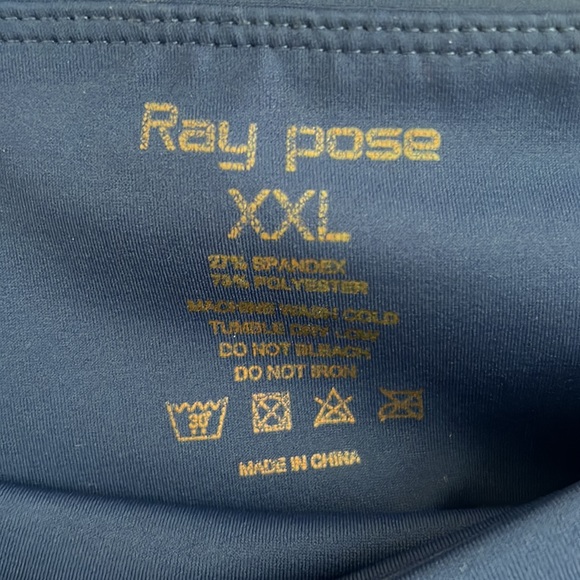 Ray pose
XXL
27% SPANDEX
73% POLYESTER
MACHINE WASH COLD
TUMBLE DRY LOW
DO NOT BLEACH
DO NOT IRON
30°
MADE IN CHINA